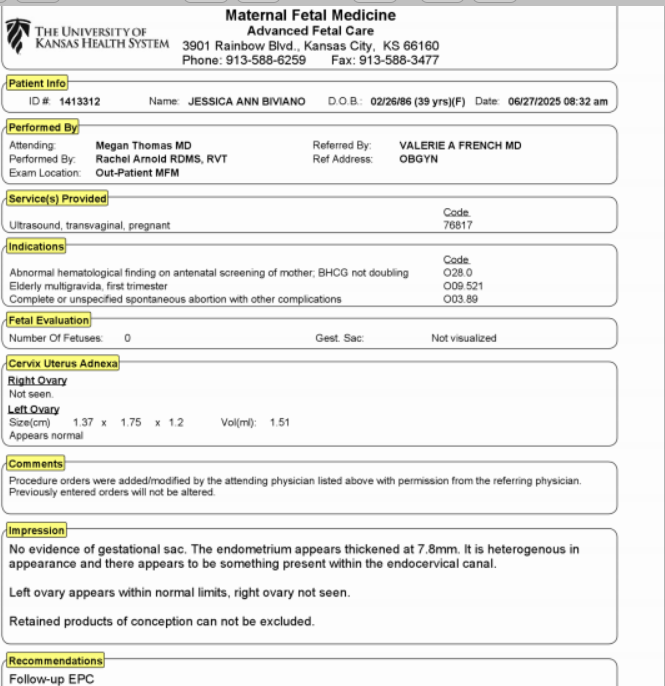 Maternal Fetal Medicine
Advanced Fetal Care
THE UNIVERSITY OF
KANSAS HEALTH SYSTEM
3901 Rainbow Blvd., Kansas City, KS 66160
Phone: 913-588-6259 Fax: 913-588-3477
Patient Info
ID #: 1413312 Name: JESSICA ANN BIVIANO D.O.B.: 02/26/86 (39 yrs)(F) Date: 06/27/2025 08:32 am
Performed By
Attending: Megan Thomas MD Referred By: VALERIE A FRENCH MD
Performed By: Rachel Arnold RDMS, RVT Ref Address: OBGYN
Exam Location: Out-Patient MFM
Service(s) Provided
Code
Ultrasound, transvaginal, pregnant 76817
Indications
Code
Abnormal hematological finding on antenatal screening of mother; BHCG not doubling O28.0
Elderly multigravida, first trimester O09.521
Complete or unspecified spontaneous abortion with other complications O03.89
Fetal Evaluation
Number Of Fetuses: 0 Gest. Sac: Not visualized
Cervix Uterus Adnexa
Right Ovary
Not seen.
Left Ovary
Size(cm) 1.37 x 1.75 x 1.2 Vol(ml): 1.51
Appears normal
Comments
Procedure orders were added/modified by the attending physician listed above with permission from the referring physician.
Previously entered orders will not be altered.
Impression
No evidence of gestational sac. The endometrium appears thickened at 7.8mm. It is heterogenous in
appearance and there appears to be something present within the endocervical canal.
Left ovary appears within normal limits, right ovary not seen.
Retained products of conception can not be excluded.
Recommendations
Follow-up EPC